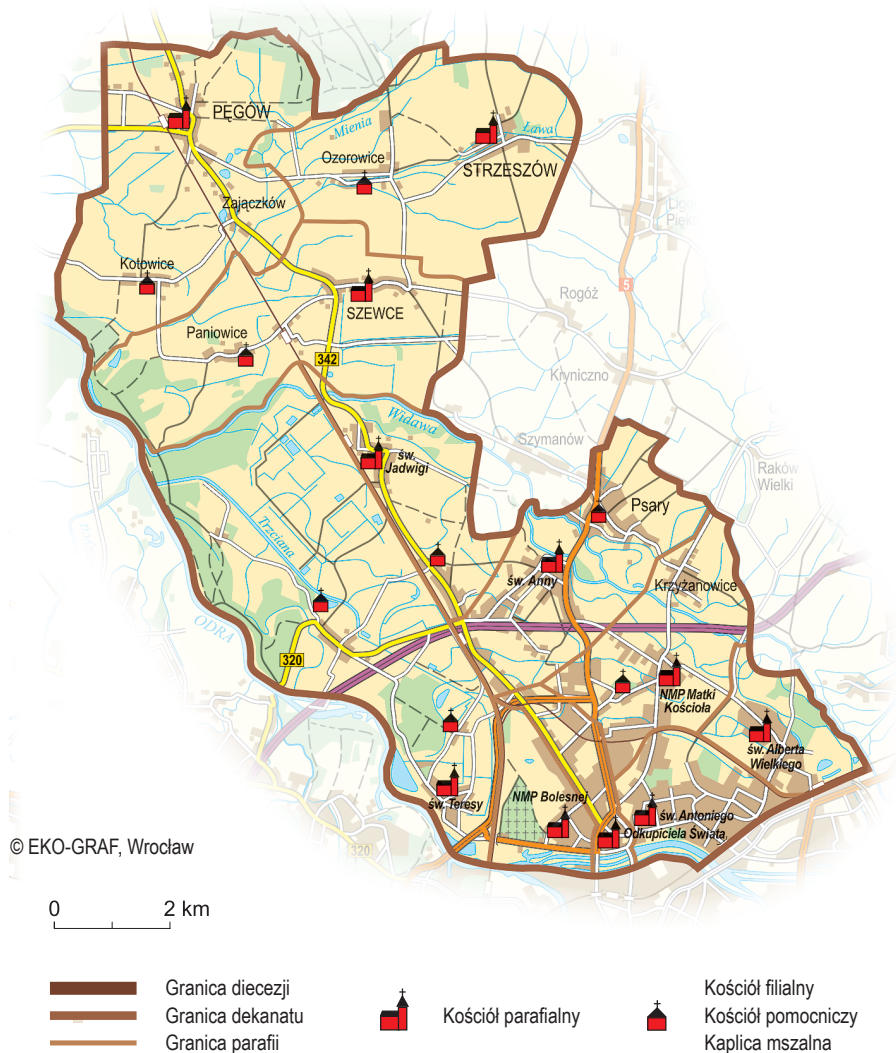 PĘGÓW
Mienia
Ława
Ozorowice
STRZESZÓW
Zajączków
Kotowice
5
Rogóż
SZEWCE
Paniowice
342
Kryniczno
Widawa
Szymanów
św.
Jadwigi
Raków
Wielki
Psary
Trzciana
św. Anny
Krzyżanowice
ODRA
320
NMP Matki
Kościoła
św. Alberta
Wielkiego
św. Teresy
NMP Bolesnej
św. Antoniego
Odkupiciela Świata
320
© EKO-GRAF, Wrocław
0 2 km
Granica diecezji
Granica dekanatu
Granica parafii
Kościół parafialny
Kościół filialny
Kościół pomocniczy
Kaplica mszalna